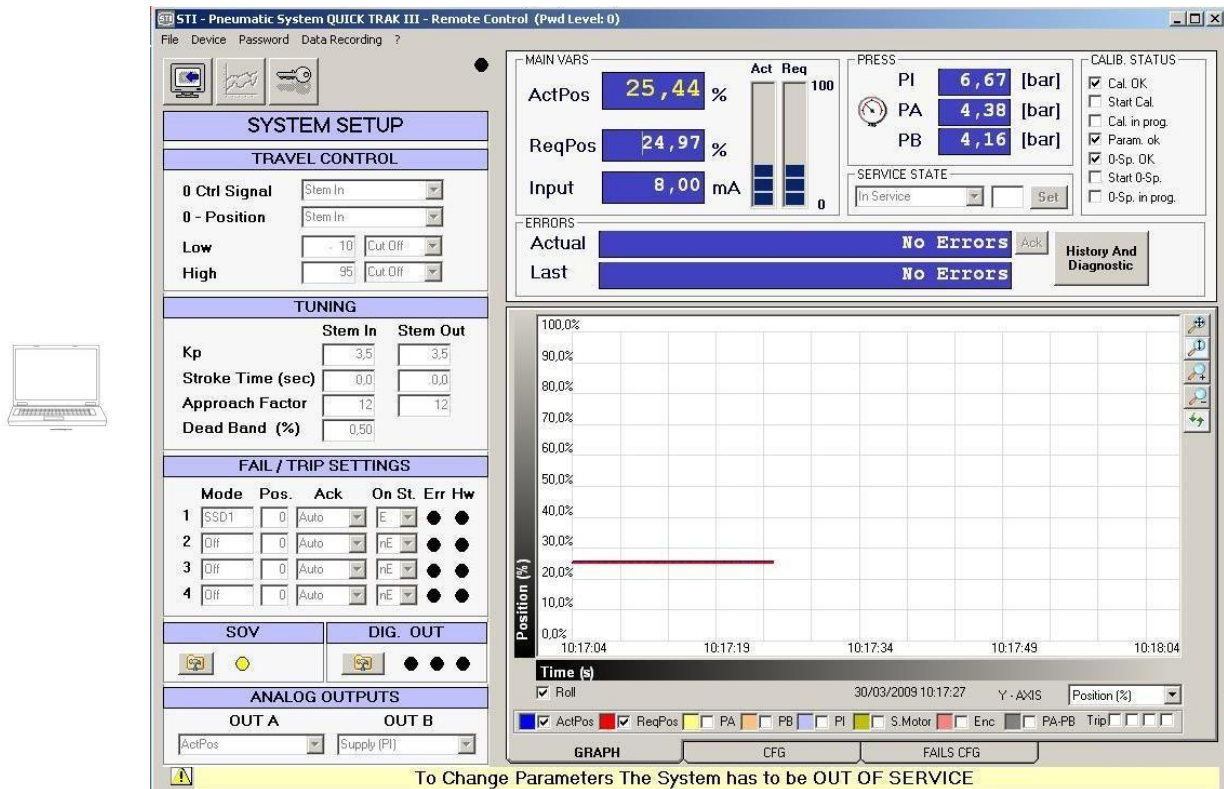 STI - Pneumatic System QUICK TRAK III - Remote Control (Pwd Level: 0)
File Device Password Data Recording ?
SYSTEM SETUP
TRAVEL CONTROL
0 Ctrl Signal Stem In
0 - Position Stem In
Low - 10 Cut Off
High 95 Cut Off
TUNING
Stem In Stem Out
Kp 3,5 3,5
Stroke Time (sec) 0,0 0,0
Approach Factor 12 12
Dead Band (%) 0,50
FAIL / TRIP SETTINGS
Mode Pos. Ack On St. Err Hw
1 SSD1 0 Auto E
2 Off 0 Auto nE
3 Off 0 Auto nE
4 Off 0 Auto nE
SOV DIG. OUT
ANALOG OUTPUTS
OUT A OUT B
ActPos Supply (PI)
MAIN VARS
Act Req
ActPos 25,44 %
100
ReqPos 24,97 %
Input 8,00 mA
0
PRESS
PI 6,67 [bar]
PA 4,38 [bar]
PB 4,16 [bar]
SERVICE STATE
In Service Set
CALIB. STATUS
Cal. OK
Start Cal.
Cal. in prog.
Param. ok
0-Sp. OK
Start 0-Sp.
0-Sp. in prog.
ERRORS
Actual No Errors Ack
Last No Errors
History And
Diagnostic
100,0%
90,0%
80,0%
70,0%
60,0%
50,0%
40,0%
30,0%
20,0%
10,0%
0,0%
Position (%)
10:17:04 10:17:19 10:17:34 10:17:49 10:18:04
Time (s)
Roll 30/03/2009 10:17:27 Y - AXIS Position (%)
ActPos ReqPos PA PB PI S.Motor Enc PA-PB Trip
GRAPH CFG FAILS CFG
To Change Parameters The System has to be OUT OF SERVICE